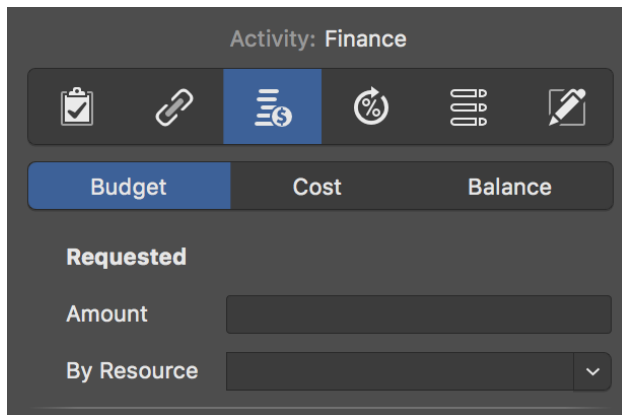 Activity: Finance
Budget Cost Balance
Requested
Amount
By Resource